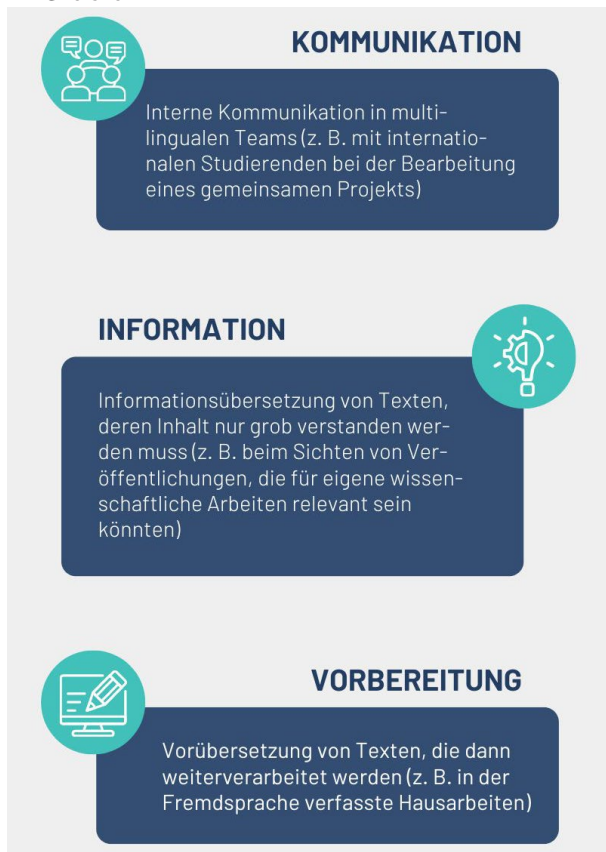 KOMMUNIKATION
Interne Kommunikation in multi-
lingualen Teams (z. B. mit internatio-
nalen Studierenden bei der Bearbeitung
eines gemeinsamen Projekts)
INFORMATION
Informationsübersetzung von Texten,
deren Inhalt nur grob verstanden wer-
den muss (z. B. beim Sichten von Ver-
öffentlichungen, die für eigene wissen-
schaftliche Arbeiten relevant sein
könnten)
VORBEREITUNG
Vorübersetzung von Texten, die dann
weiterverarbeitet werden (z. B. in der
Fremdsprache verfasste Hausarbeiten)